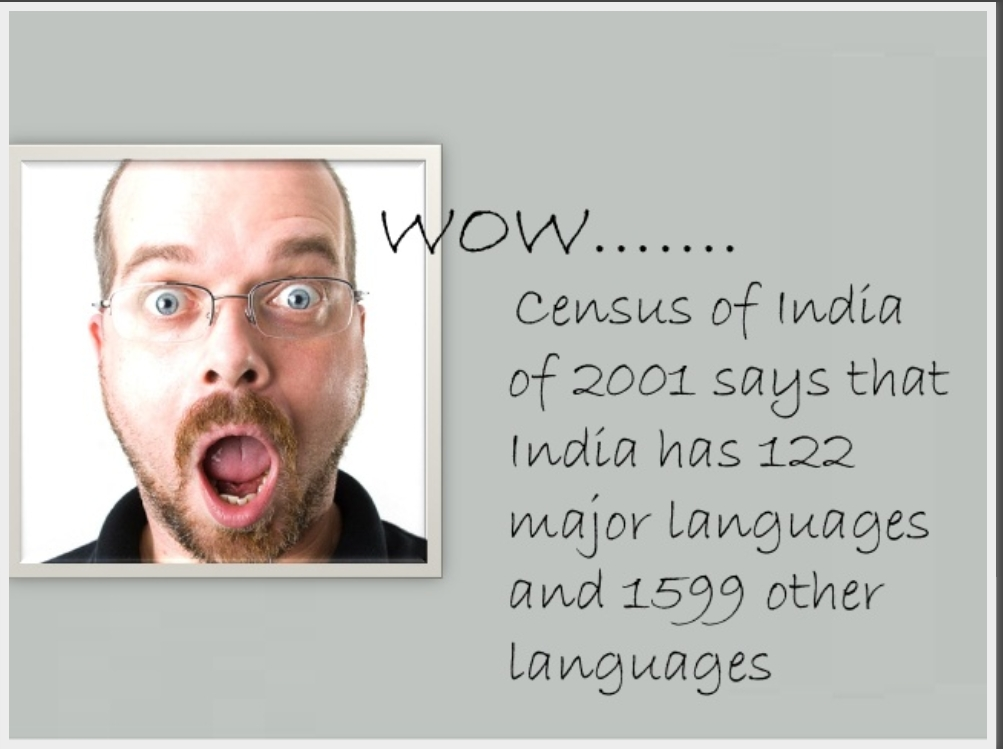 WOW.......
Census of India
of 2001 says that
India has 122
major languages
and 1599 other
languages